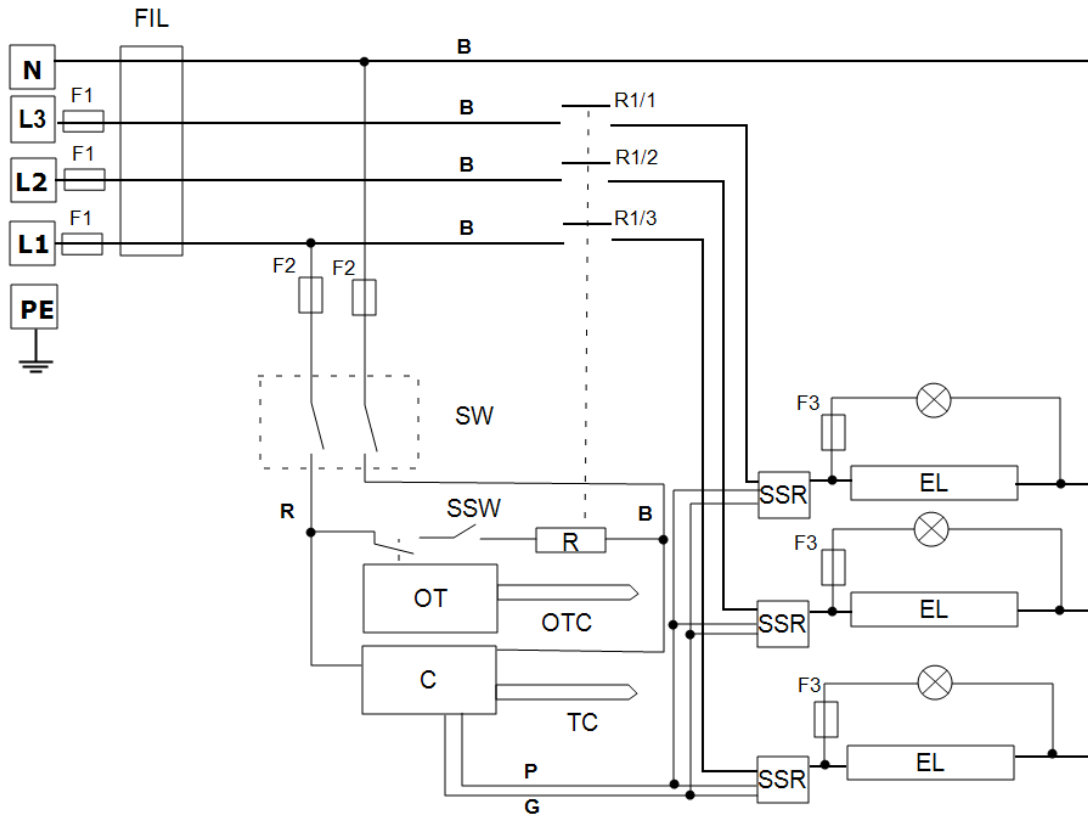 FIL
N
B
F1
L3
B
R1/1
F1
L2
B
R1/2
F1
L1
B
R1/3
F2
F2
PE
SW
F3
SSR
EL
R
SSW
B
R
OT
OTC
F3
SSR
EL
C
TC
F3
SSR
EL
P
G